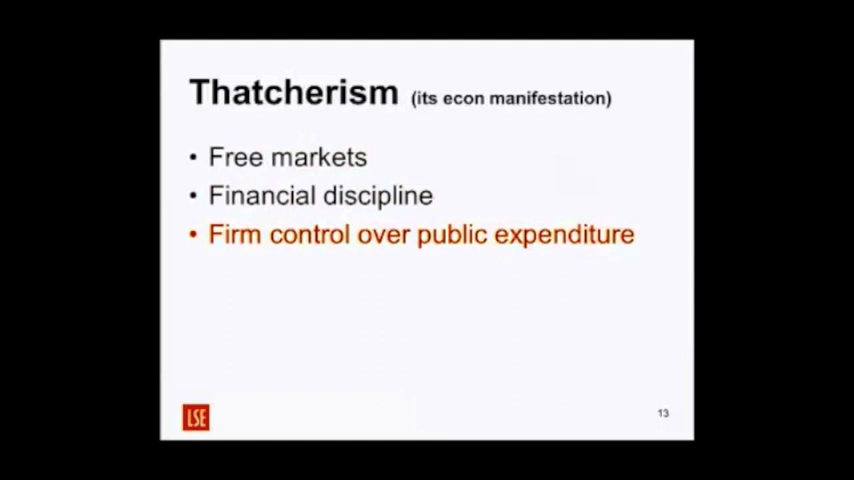 Thatcherism (its econ manifestation)
• Free markets
• Financial discipline
• Firm control over public expenditure
LSE
13